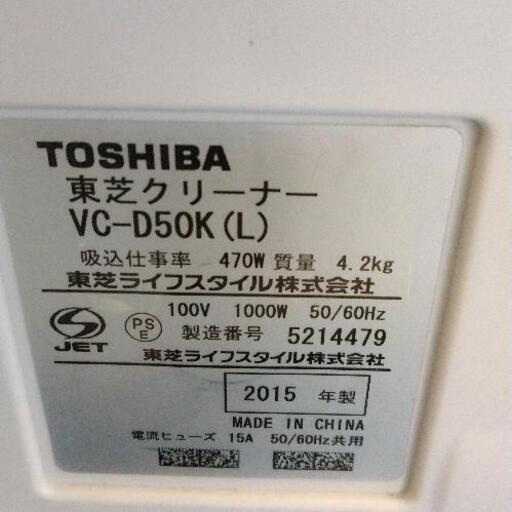 TOSHIBA
東芝クリーナー
VC-D50K(L)
吸込仕事率 470W 質量 4.2kg
東芝ライフスタイル株式会社
100V 1000W 50/60Hz
JET PS E 製造番号 5214479
東芝ライフスタイル株式会社
2015 年製
MADE IN CHINA
電流ヒューズ 15A 50/60Hz共用